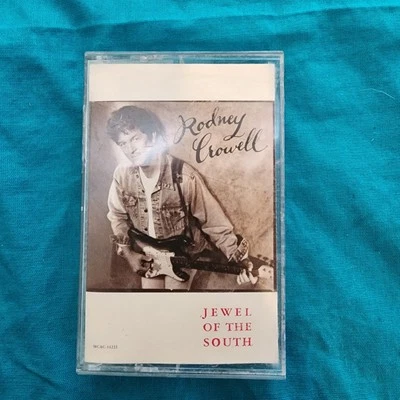 Rodney
Crowell
JEWEL
OF THE
SOUTH